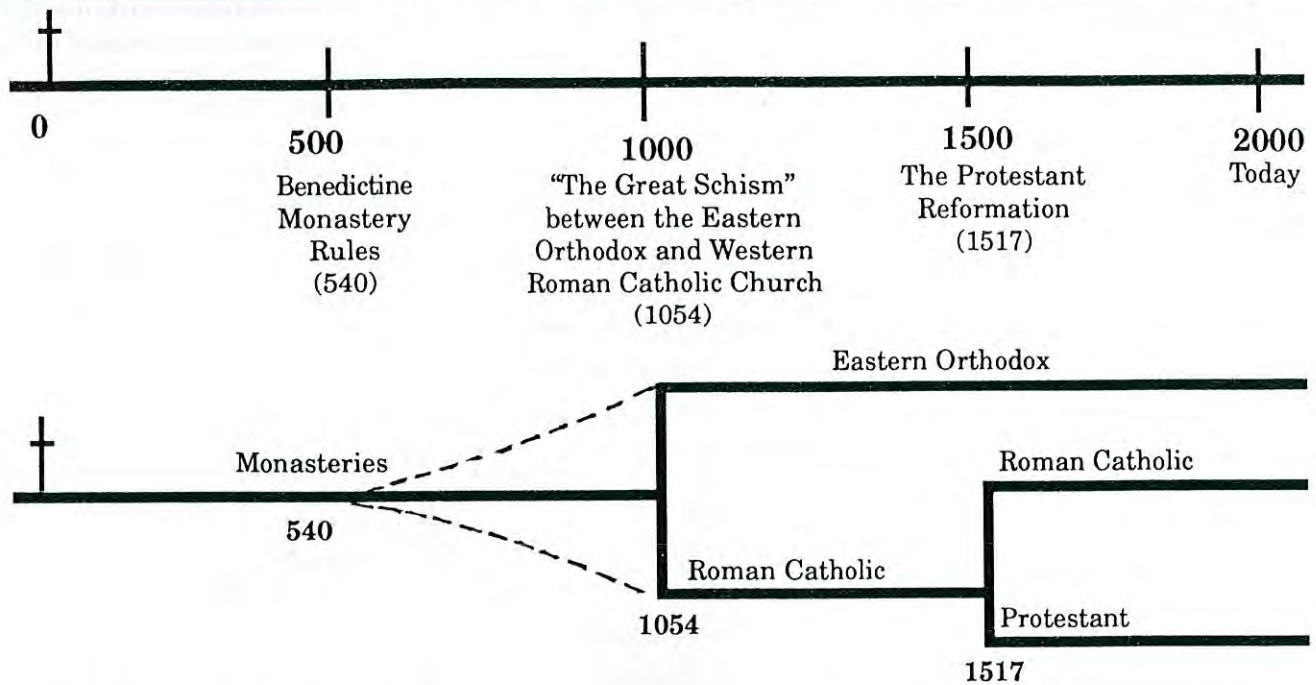 0
500
Benedictine
Monastery
Rules
(540)
1000
“The Great Schism”
between the Eastern
Orthodox and Western
Roman Catholic Church
(1054)
1500
The Protestant
Reformation
(1517)
2000
Today
Eastern Orthodox
Monasteries
540
Roman Catholic
Roman Catholic
1054
Protestant
1517